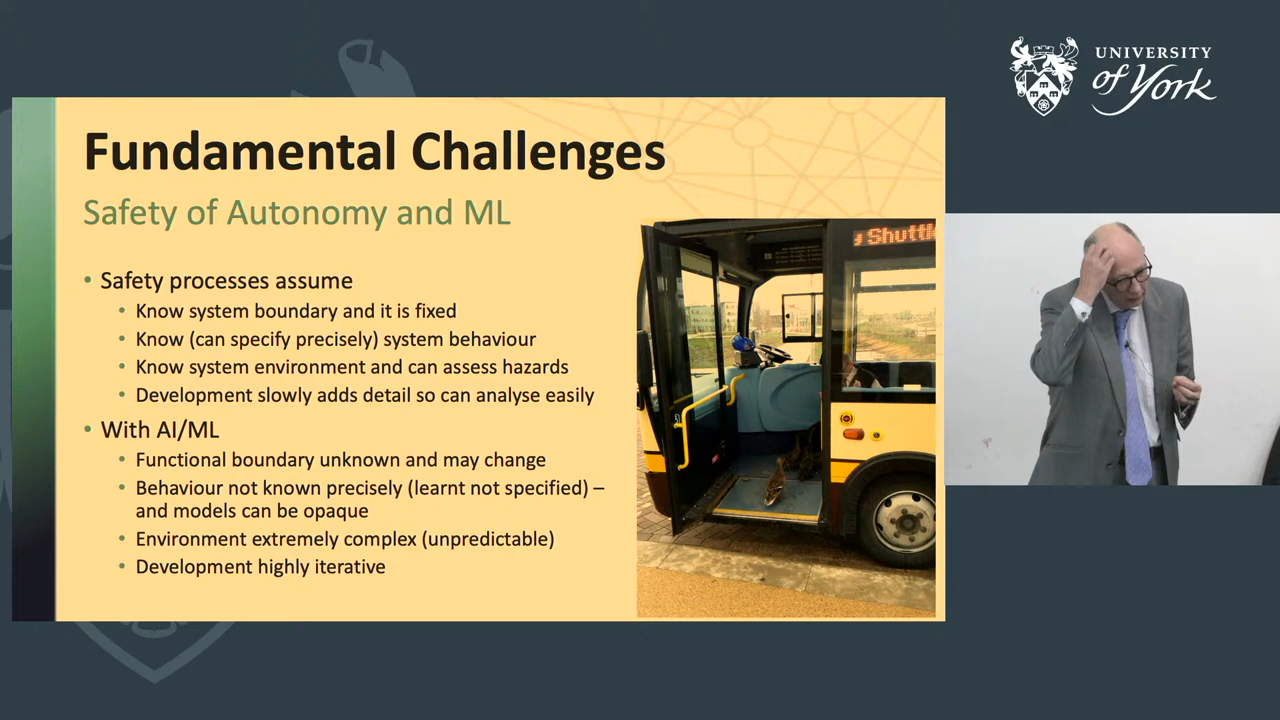 UNIVERSITY
of York
Fundamental Challenges
Safety of Autonomy and ML
• Safety processes assume
• Know system boundary and it is fixed
• Know (can specify precisely) system behaviour
• Know system environment and can assess hazards
• Development slowly adds detail so can analyse easily
• With AI/ML
• Functional boundary unknown and may change
• Behaviour not known precisely (learnt not specified) –
and models can be opaque
• Environment extremely complex (unpredictable)
• Development highly iterative